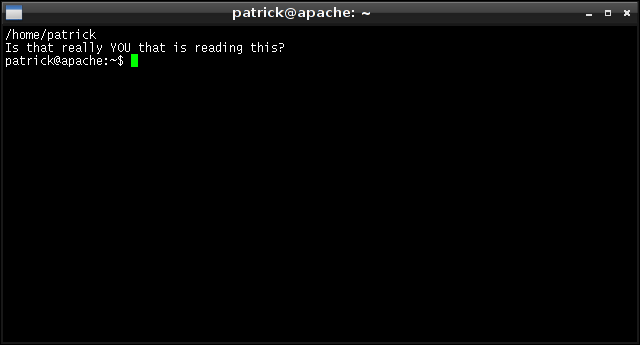 patrick@apache: ~
/home/patrick
Is that really YOU that is reading this?
patrick@apache:~$